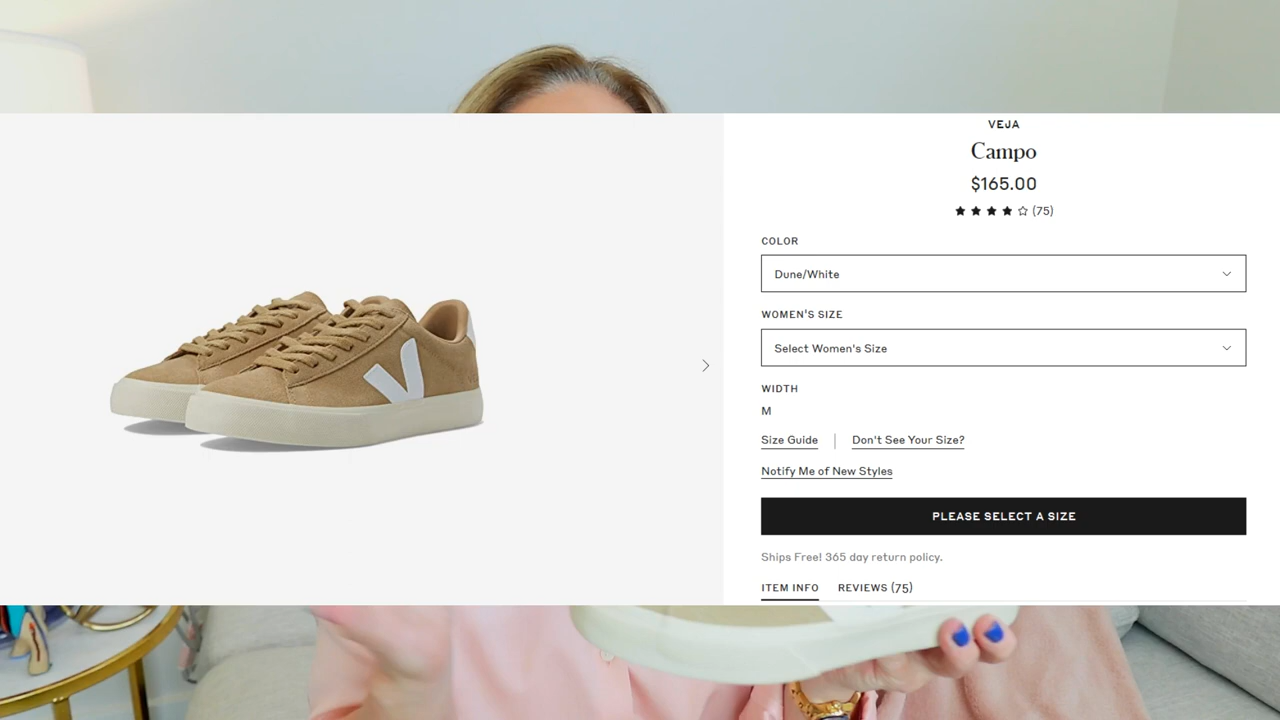 VEJA
Campo
$165.00
(75)
COLOR
Dune/White
WOMEN'S SIZE
Select Women's Size
WIDTH
M
Size Guide
Don't See Your Size?
Notify Me of New Styles
PLEASE SELECT A SIZE
Ships Free! 365 day return policy.
ITEM INFO REVIEWS (75)